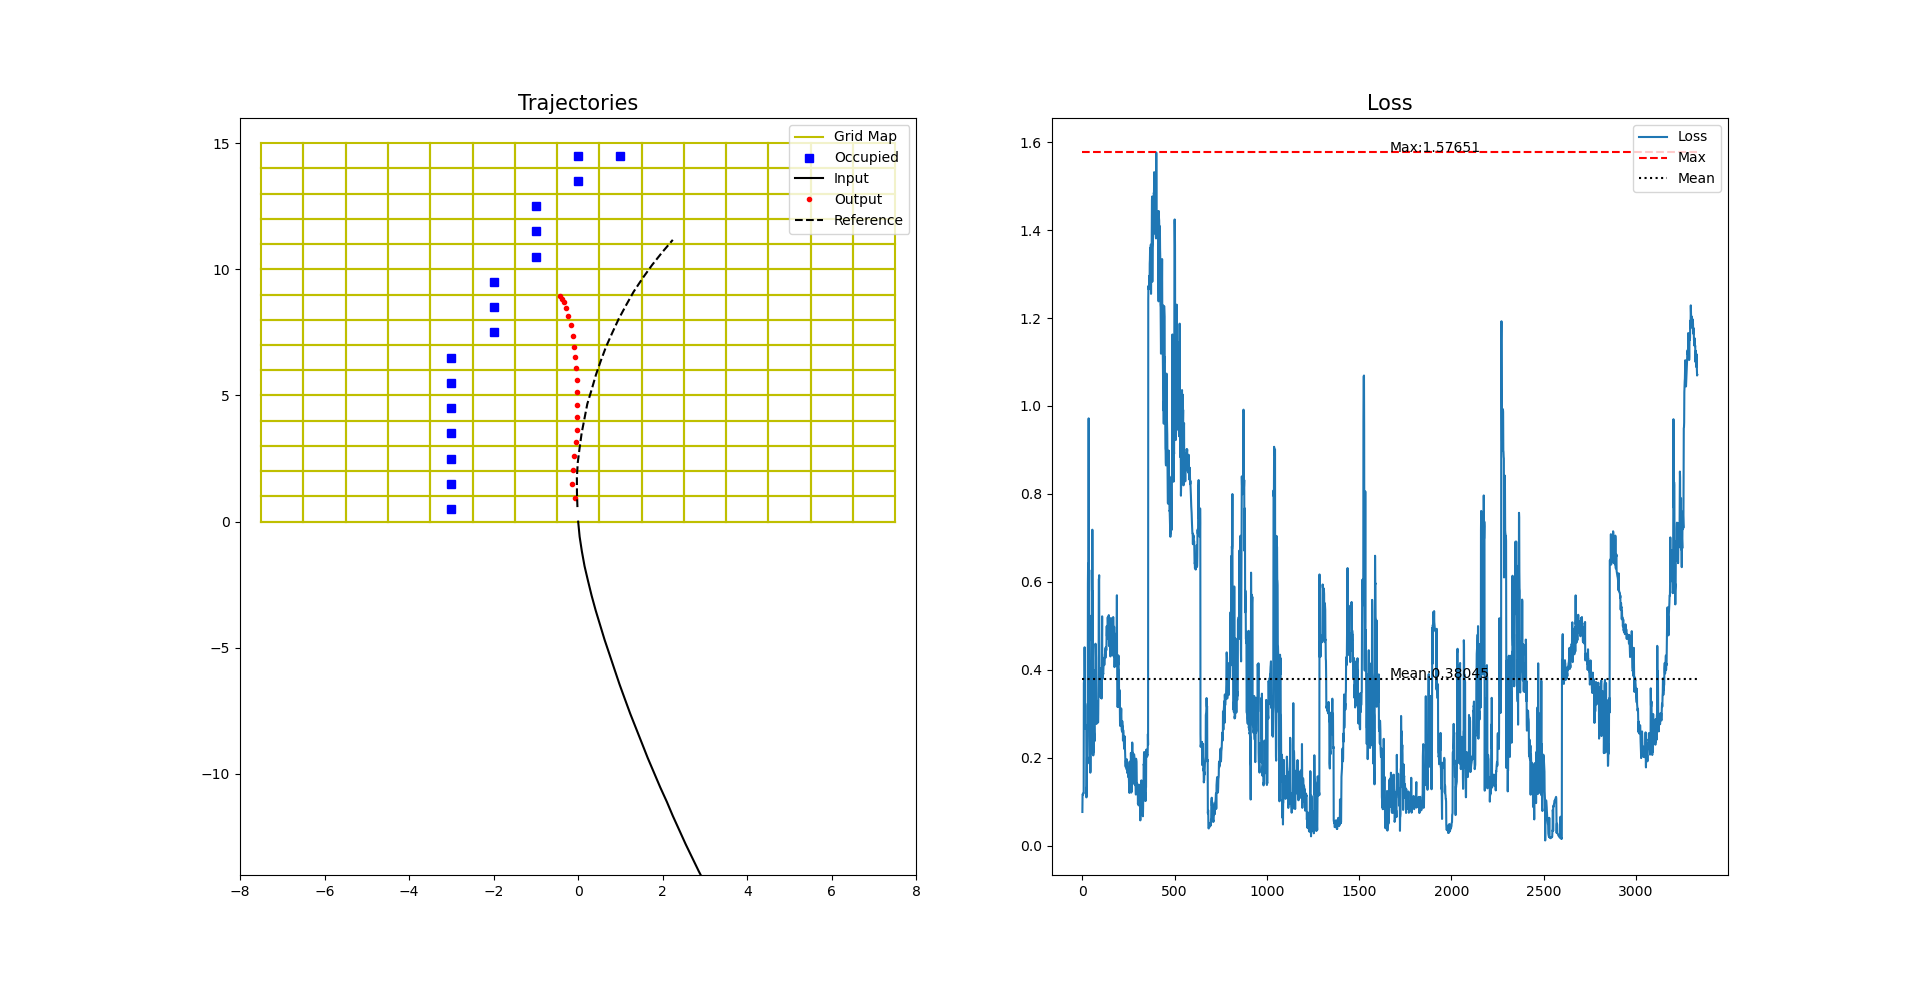 Trajectories
15
10
5
0
−5
−10
−8
−6
−4
−2
0
2
4
6
8
Grid Map
Occupied
Input
Output
Reference
Loss
1.6
1.4
1.2
1.0
0.8
0.6
0.4
0.2
0.0
0
500
1000
1500
2000
2500
3000
Max:1.57651
Mean:0.38045
Loss
Max
Mean